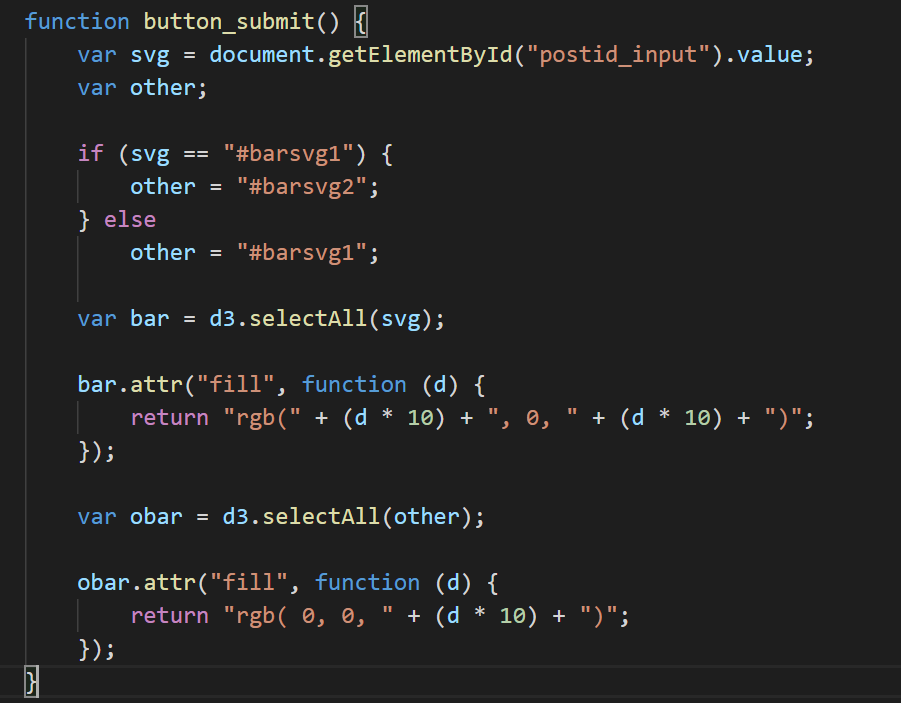 function button_submit() {
    var svg = document.getElementById("postid_input").value;
    var other;

    if (svg == "#barsvg1") {
        other = "#barsvg2";
    } else
        other = "#barsvg1";

    var bar = d3.selectAll(svg);

    bar.attr("fill", function (d) {
        return "rgb(" + (d * 10) + ", 0, " + (d * 10) + ")";
    });

    var obar = d3.selectAll(other);

    obar.attr("fill", function (d) {
        return "rgb( 0, 0, " + (d * 10) + ")";
    });
}